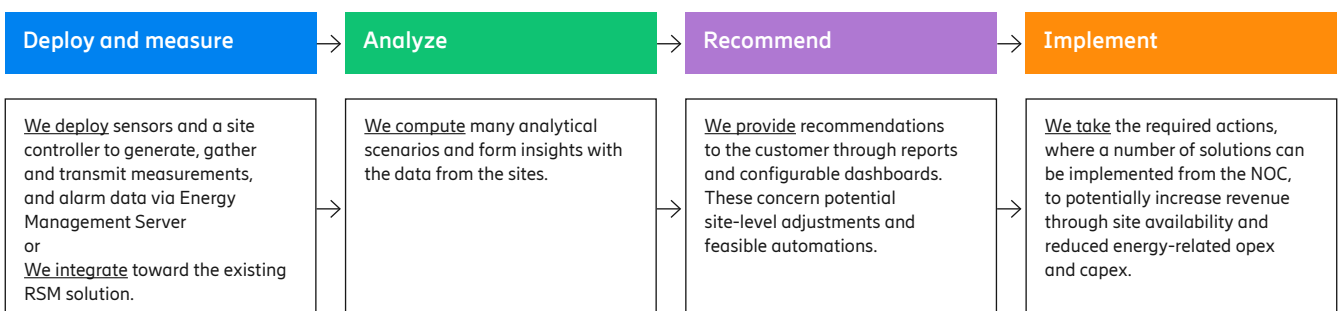 Deploy and measure
Analyze
Recommend
Implement
We deploy sensors and a site
controller to generate, gather
and transmit measurements,
and alarm data via Energy
Management Server
or
We integrate toward the existing
RSM solution.
We compute many analytical
scenarios and form insights with
the data from the sites.
We provide recommendations
to the customer through reports
and configurable dashboards.
These concern potential
site-level adjustments and
feasible automations.
We take the required actions,
where a number of solutions can
be implemented from the NOC,
to potentially increase revenue
through site availability and
reduced energy-related opex
and capex.